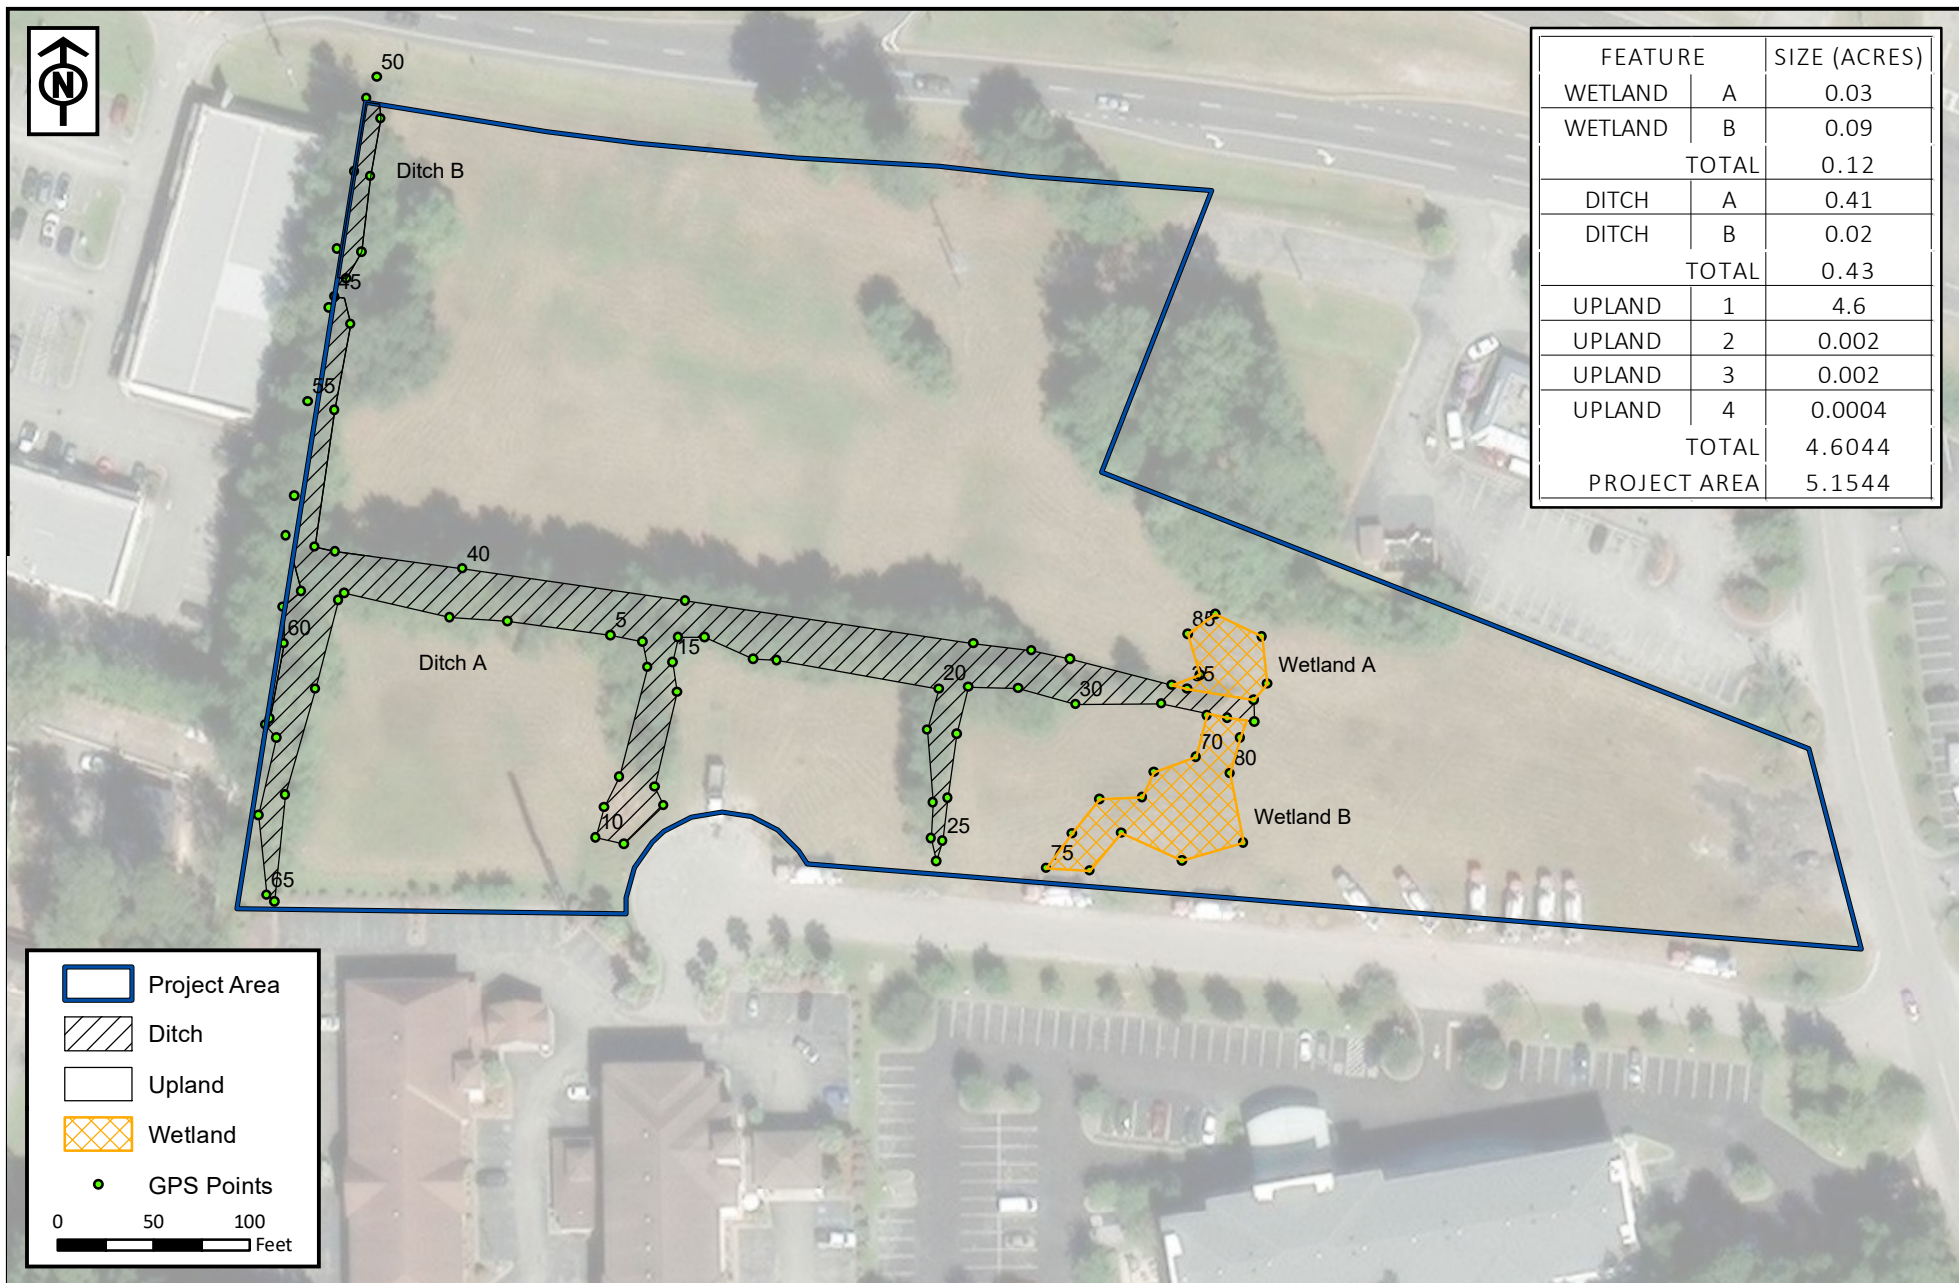 N
50
Ditch B
45
55
40
60
5
15
Ditch A
20
30
85
35
Wetland A
70
80
10
25
Wetland B
75
65
FEATURE SIZE (ACRES)
WETLAND A 0.03
WETLAND B 0.09
TOTAL 0.12
DITCH A 0.41
DITCH B 0.02
TOTAL 0.43
UPLAND 1 4.6
UPLAND 2 0.002
UPLAND 3 0.002
UPLAND 4 0.0004
TOTAL 4.6044
PROJECT AREA 5.1544
Project Area
Ditch
Upland
Wetland
GPS Points
0 50 100
Feet